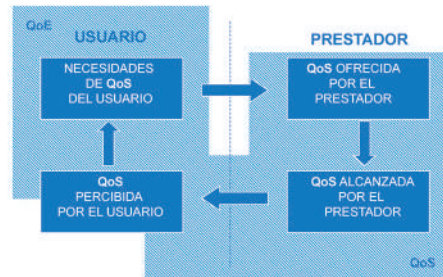 QoE
USUARIO
PRESTADOR
NECESIDADES
DE QoS
DEL USUARIO
QoS OFRECIDA
POR EL
PRESTADOR
QoS
PERCIBIDA
POR EL USUARIO
QoS ALCANZADA
POR EL
PRESTADOR
QoS